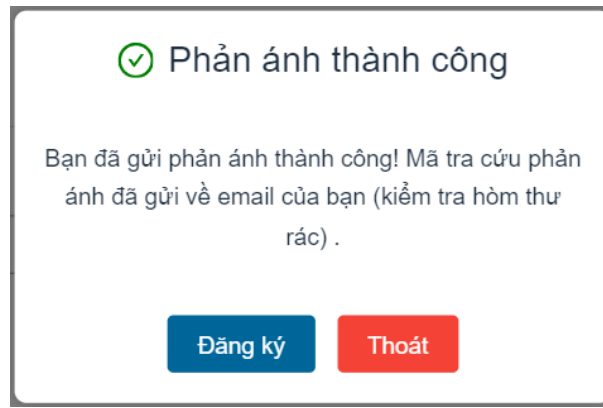 Phản ánh thành công
Bạn đã gửi phản ánh thành công! Mã tra cứu phản
ánh đã gửi về email của bạn (kiểm tra hòm thư
rác) .
Đăng ký
Thoát